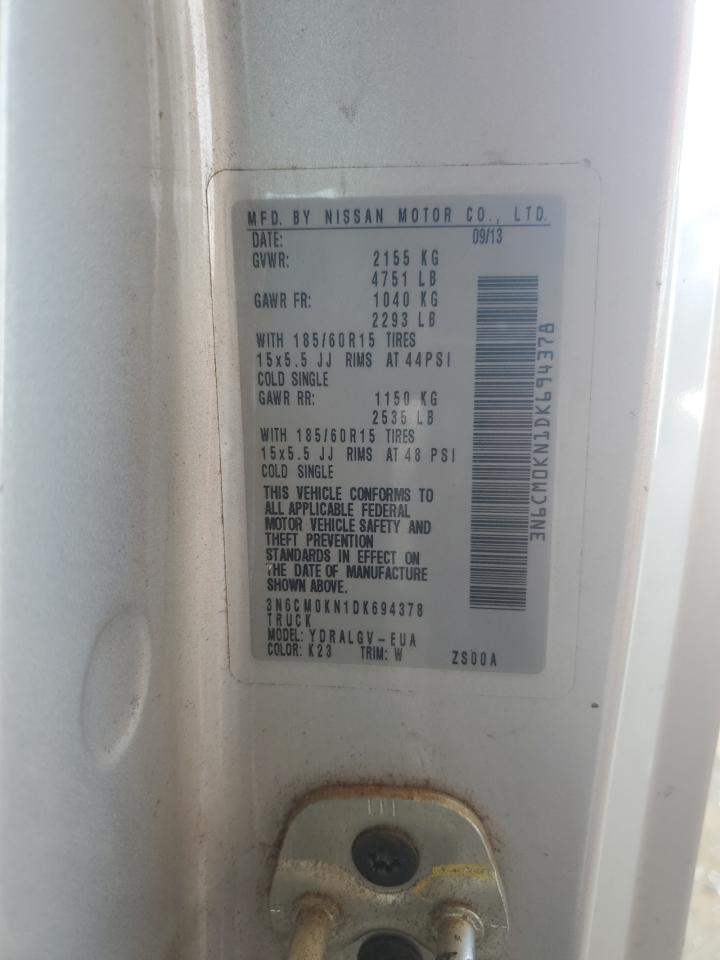 MFD. BY NISSAN MOTOR CO., LTD.
DATE: 09/13
GVWR: 2155 KG
4751 LB
GAWR FR: 1040 KG
2293 LB
WITH 185/60R15 TIRES
15x5.5 JJ RIMS AT 44PSI
COLD SINGLE
GAWR RR: 1150 KG
2535 LB
WITH 185/60R15 TIRES
15x5.5 JJ RIMS AT 48 PSI
COLD SINGLE
THIS VEHICLE CONFORMS TO
ALL APPLICABLE FEDERAL
MOTOR VEHICLE SAFETY AND
THEFT PREVENTION
STANDARDS IN EFFECT ON
THE DATE OF MANUFACTURE
SHOWN ABOVE.
3N6CM0KN1DK694378
TRUCK
MODEL: YDRALGV-EUA
COLOR: K23 TRIM: W ZS00A
3N6CM0KN1DK694378